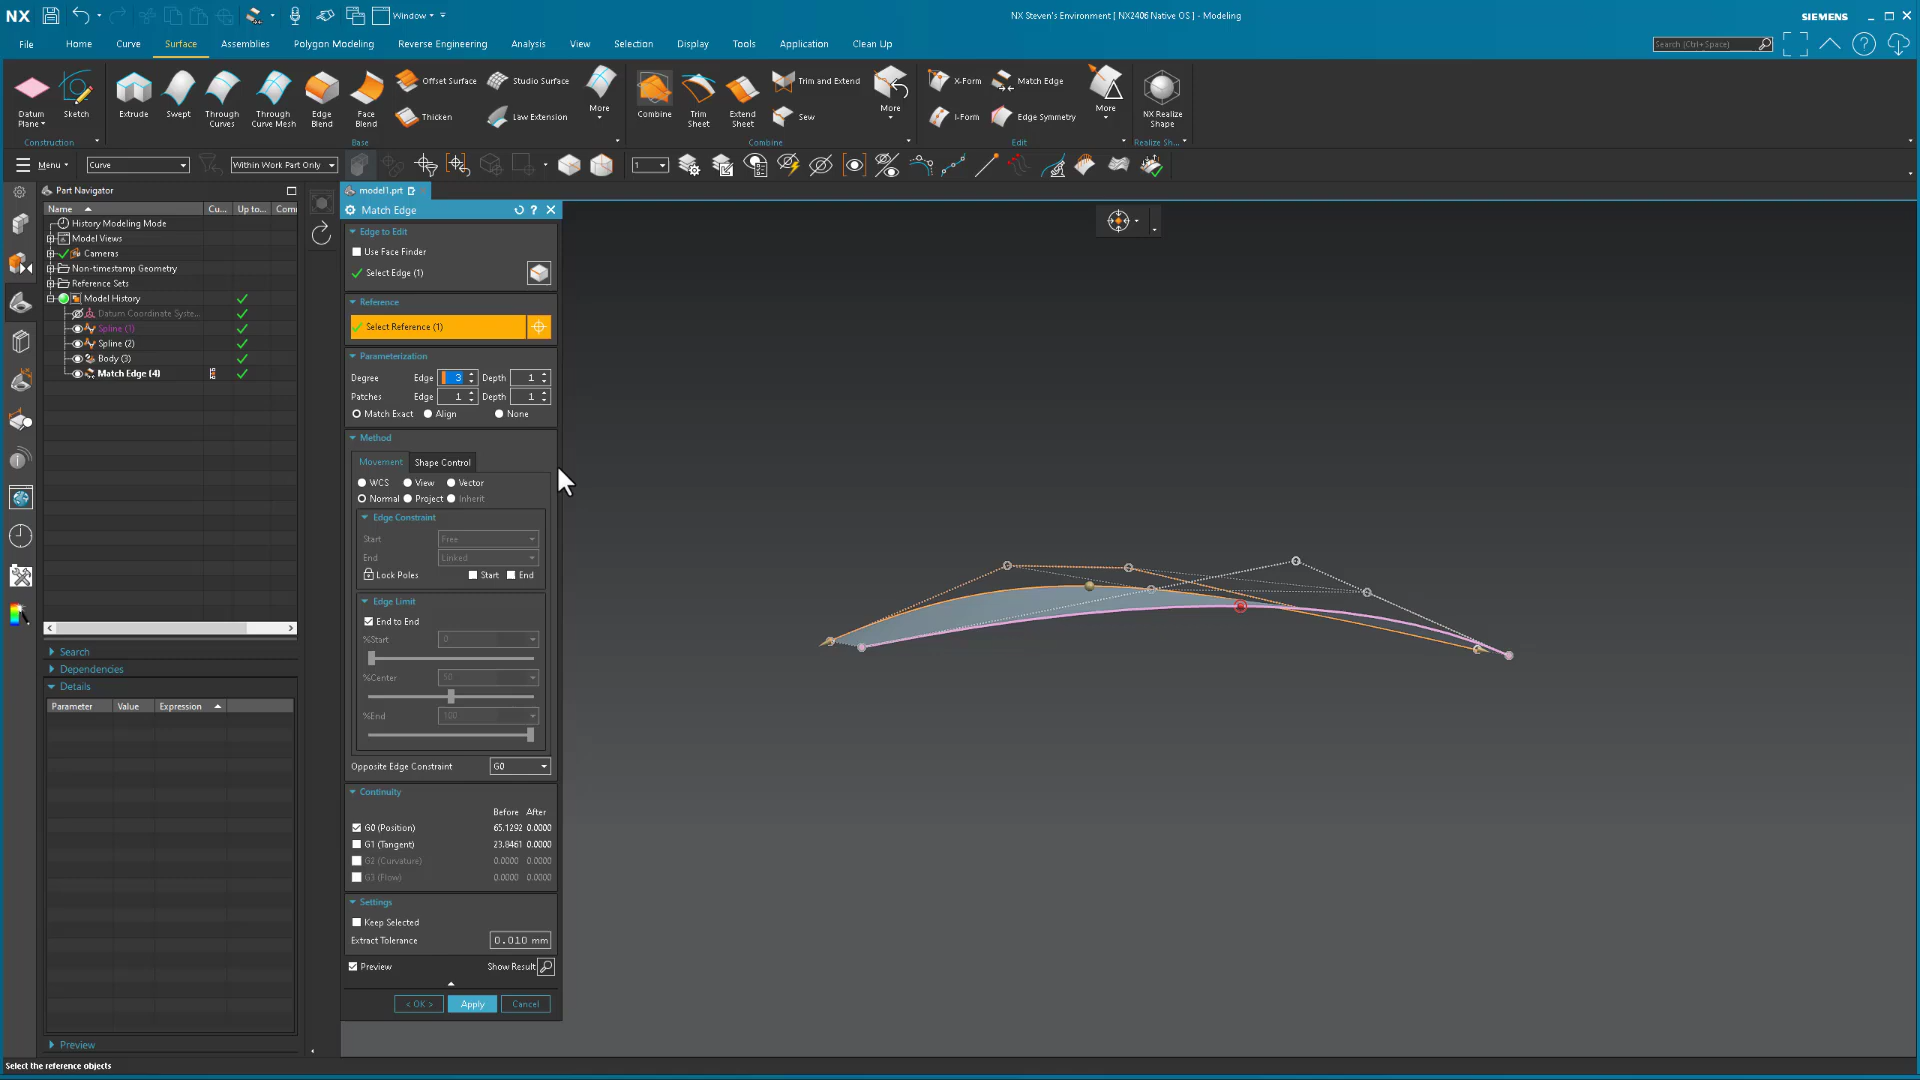 NX
Window
NX Steven's Environment [ NX2406 Native OS ] - Modeling
SIEMENS
File
Home
Curve
Surface
Assemblies
Polygon Modeling
Reverse Engineering
Analysis
View
Selection
Display
Tools
Application
Clean Up
Search (Ctrl+Space)
Datum Plane
Sketch
Extrude
Swept
Through Curves
Through Curve Mesh
Edge Blend
Face Blend
Offset Surface
Thicken
Studio Surface
Law Extension
More
Combine
Trim Sheet
Extend Sheet
Trim and Extend
Sew
More
X-Form
I-Form
Match Edge
Edge Symmetry
More
NX Realize Shape
Construction
Base
Combine
Edit
Realize Sh...
Menu
Curve
Within Work Part Only
1
Part Navigator
Name
Cu...
Up to...
Comi
History Modeling Mode
Model Views
Cameras
Non-timestamp Geometry
Reference Sets
Model History
Datum Coordinate Syste...
Spline (1)
Spline (2)
Body (3)
Match Edge (4)
Search
Dependencies
Details
Parameter
Value
Expression
Preview
model1.prt
Match Edge
?
Edge to Edit
Use Face Finder
Select Edge (1)
Reference
Select Reference (1)
Parameterization
Degree Edge 3 Depth 1
Patches Edge 1 Depth 1
Match Exact Align None
Method
Movement Shape Control
WCS View Vector
Normal Project Inherit
Edge Constraint
Start Free
End Linked
Lock Poles Start End
Edge Limit
End to End
%Start 0
%Center 50
%End 100
Opposite Edge Constraint G0
Continuity
Before After
G0 (Position) 65.1292 0.0000
G1 (Tangent) 23.8461 0.0000
G2 (Curvature) 0.0000 0.0000
G3 (Flow) 0.0000 0.0000
Settings
Keep Selected
Extract Tolerance 0.010 mm
Preview Show Result
< OK > Apply Cancel
Select the reference objects